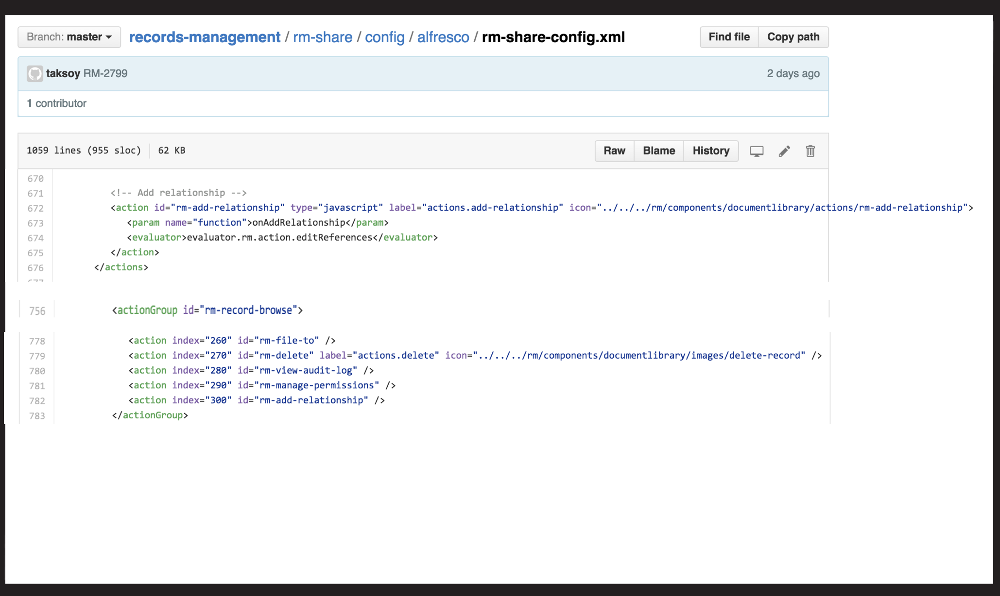 Branch: master records-management / rm-share / config / alfresco / rm-share-config.xml Find file Copy path
taksoy RM-2799 2 days ago
1 contributor
1059 lines (955 sloc) 62 KB Raw Blame History
670
671 <!-- Add relationship -->
672 <action id="rm-add-relationship" type="javascript" label="actions.add-relationship" icon="../../../rm/components/documentlibrary/actions/rm-add-relationship">
673 <param name="function">onAddRelationship</param>
674 <evaluator>evaluator.rm.action.editReferences</evaluator>
675 </action>
676 </actions>
677
756 <actionGroup id="rm-record-browse">
778 <action index="260" id="rm-file-to" />
779 <action index="270" id="rm-delete" label="actions.delete" icon="../../../rm/components/documentlibrary/images/delete-record" />
780 <action index="280" id="rm-view-audit-log" />
781 <action index="290" id="rm-manage-permissions" />
782 <action index="300" id="rm-add-relationship" />
783 </actionGroup>